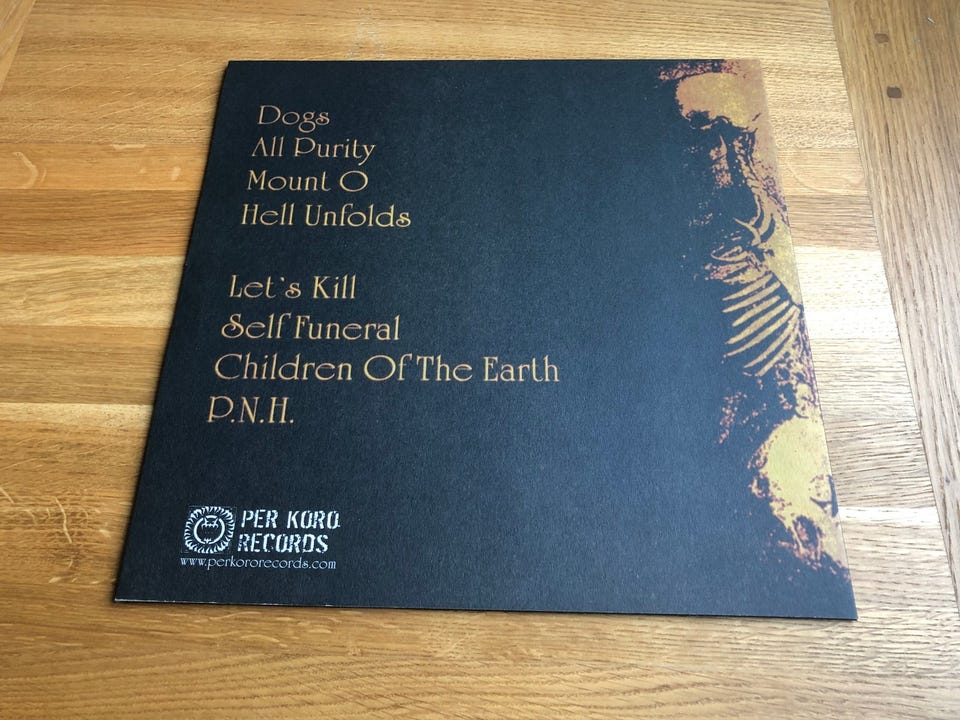 Dogs
All Purity
Mount O
Hell Unfolds
Let's Kill
Self Funeral
Children Of The Earth
P.N.H.
PER KORO
RECORDS
www.perkororecords.com